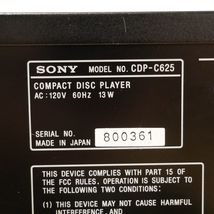 SONY MODEL NO. CDP-C625
COMPACT DISC PLAYER
AC: 120V 60Hz 13W
SERIAL NO. 800361
MADE IN JAPAN
THIS DEVICE COMPLIES WITH PART 15 OF
THE FCC RULES. OPERATION IS SUBJECT TO
THE FOLLOWING TWO CONDITIONS:
(1) THIS DEVICE MAY NOT CAUSE HARMFUL
INTERFERENCE, AND